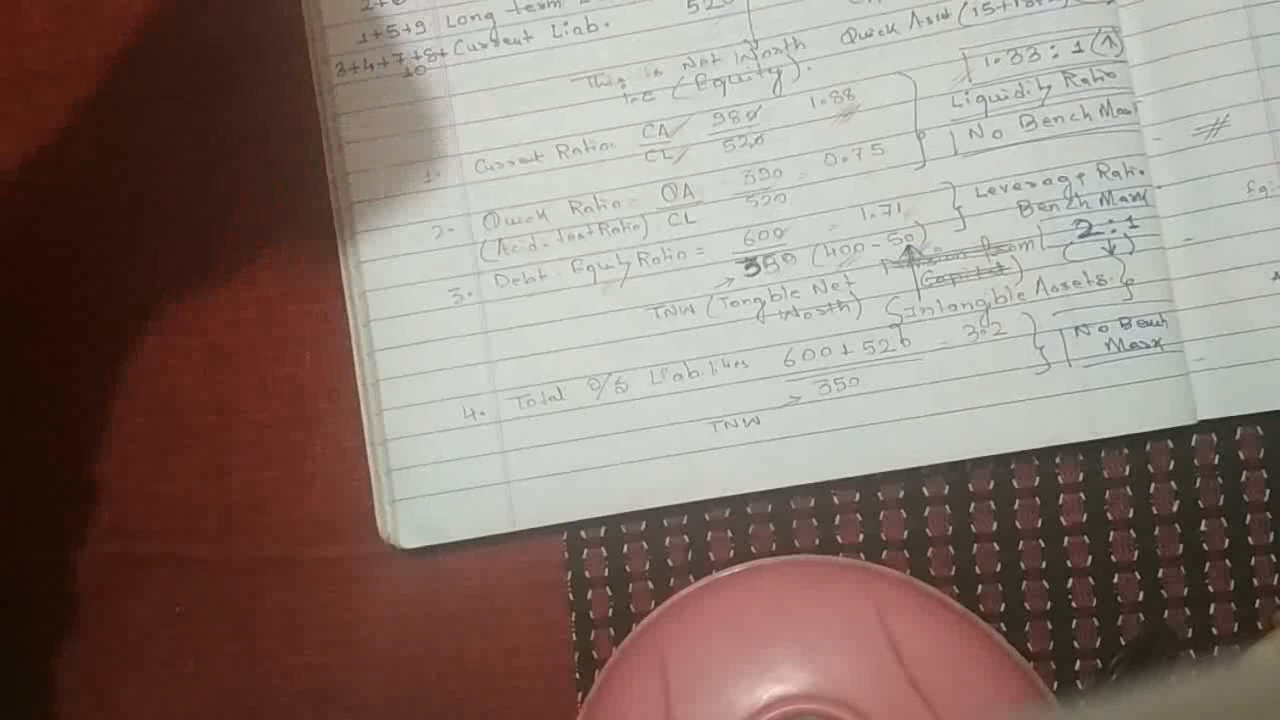 1+5+9 Long term
3+4+7+8+ Current Liab.
10
520
Quick Asst (15+18+
This is Net Worth
(Equity).
1.33 : 1 (↑)
1. Current Ratio. CA/CL 980/520 1.88
Liquidity Ratio
No Bench Mark
2. Quick Ratio = QA/CL 390/520 = 0.75
(Acid-test Ratio)
3. Debt-Equity Ratio = 600/350 (400-50) = 1.71
Leverage Ratio
Bench Mark
2:1
(↓)
TNW (Tangible Net Worth)
{Intangible Assets.}
4. Total O/S Liabilities 600+520/350 = 3.2
No Bench
Mark
TNW